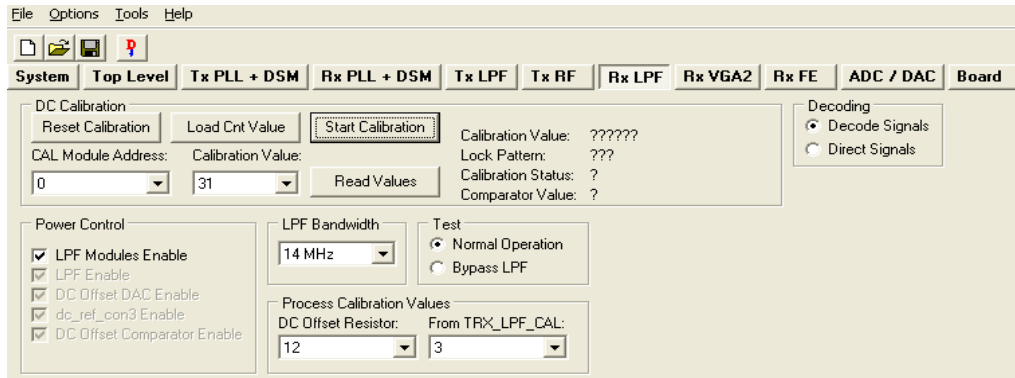 File Options Tools Help
System Top Level Tx PLL + DSM Rx PLL + DSM Tx LPF Tx RF Rx LPF Rx VGA2 Rx FE ADC / DAC Board
DC Calibration
Reset Calibration Load Cnt Value Start Calibration
CAL Module Address: Calibration Value:
0 31 Read Values
Calibration Value: ??????
Lock Pattern: ???
Calibration Status: ?
Comparator Value: ?
Decoding
Decode Signals
Direct Signals
Power Control
LPF Modules Enable
LPF Enable
DC Offset DAC Enable
dc_ref_con3 Enable
DC Offset Comparator Enable
LPF Bandwidth
14 MHz
Test
Normal Operation
Bypass LPF
Process Calibration Values
DC Offset Resistor: From TRX_LPF_CAL:
12 3